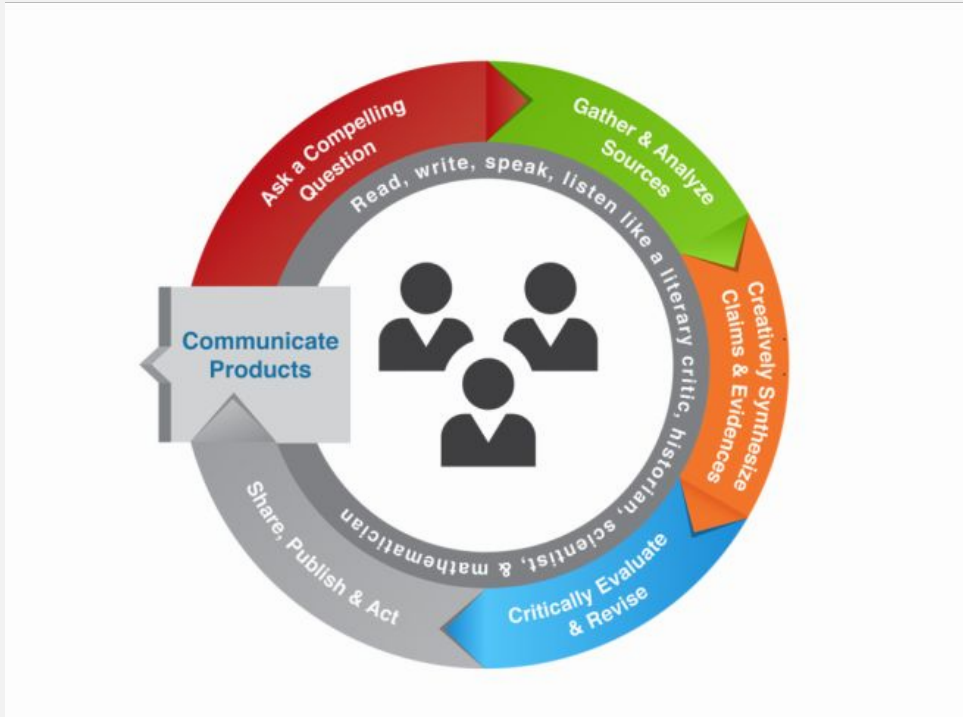 Ask a Compelling
Question
Gather & Analyze
Sources
Creatively Synthesize
Claims & Evidences
Critically Evaluate
& Revise
Share, Publish & Act
Communicate
Products
Read, write, speak, listen like a literary critic, historian, scientist, & mathematician